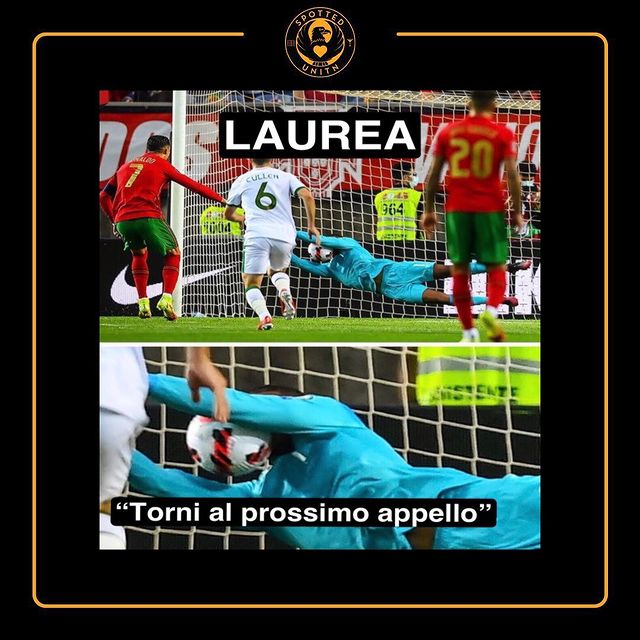 SPOTTED
UNITN
LAUREA
RONALDO
7
CULLEN
6
20
964
“Torni al prossimo appello”